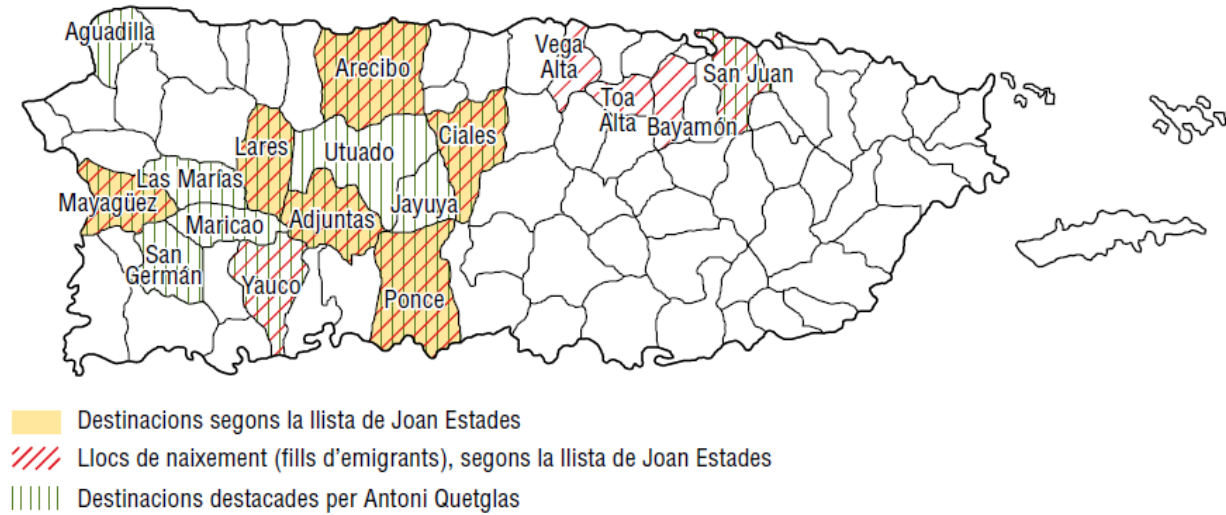 Aguadilla
Arecibo
Vega
Alta
San Juan
Toa
Alta
Bayamón
Ciales
Lares
Utuado
Las Marías
Mayagüez
Jayuya
Adjuntas
Maricao
San
Germán
Yauco
Ponce
Destinacions segons la llista de Joan Estades
Llocs de naixement (fills d'emigrants), segons la llista de Joan Estades
Destinacions destacades per Antoni Quetglas